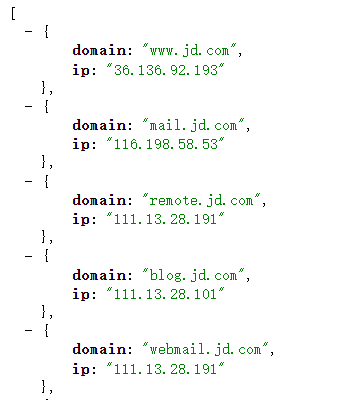 [
- {
domain: "www.jd.com",
ip: "36.136.92.193"
},
- {
domain: "mail.jd.com",
ip: "116.198.58.53"
},
- {
domain: "remote.jd.com",
ip: "111.13.28.191"
},
- {
domain: "blog.jd.com",
ip: "111.13.28.101"
},
- {
domain: "webmail.jd.com",
ip: "111.13.28.191"
},